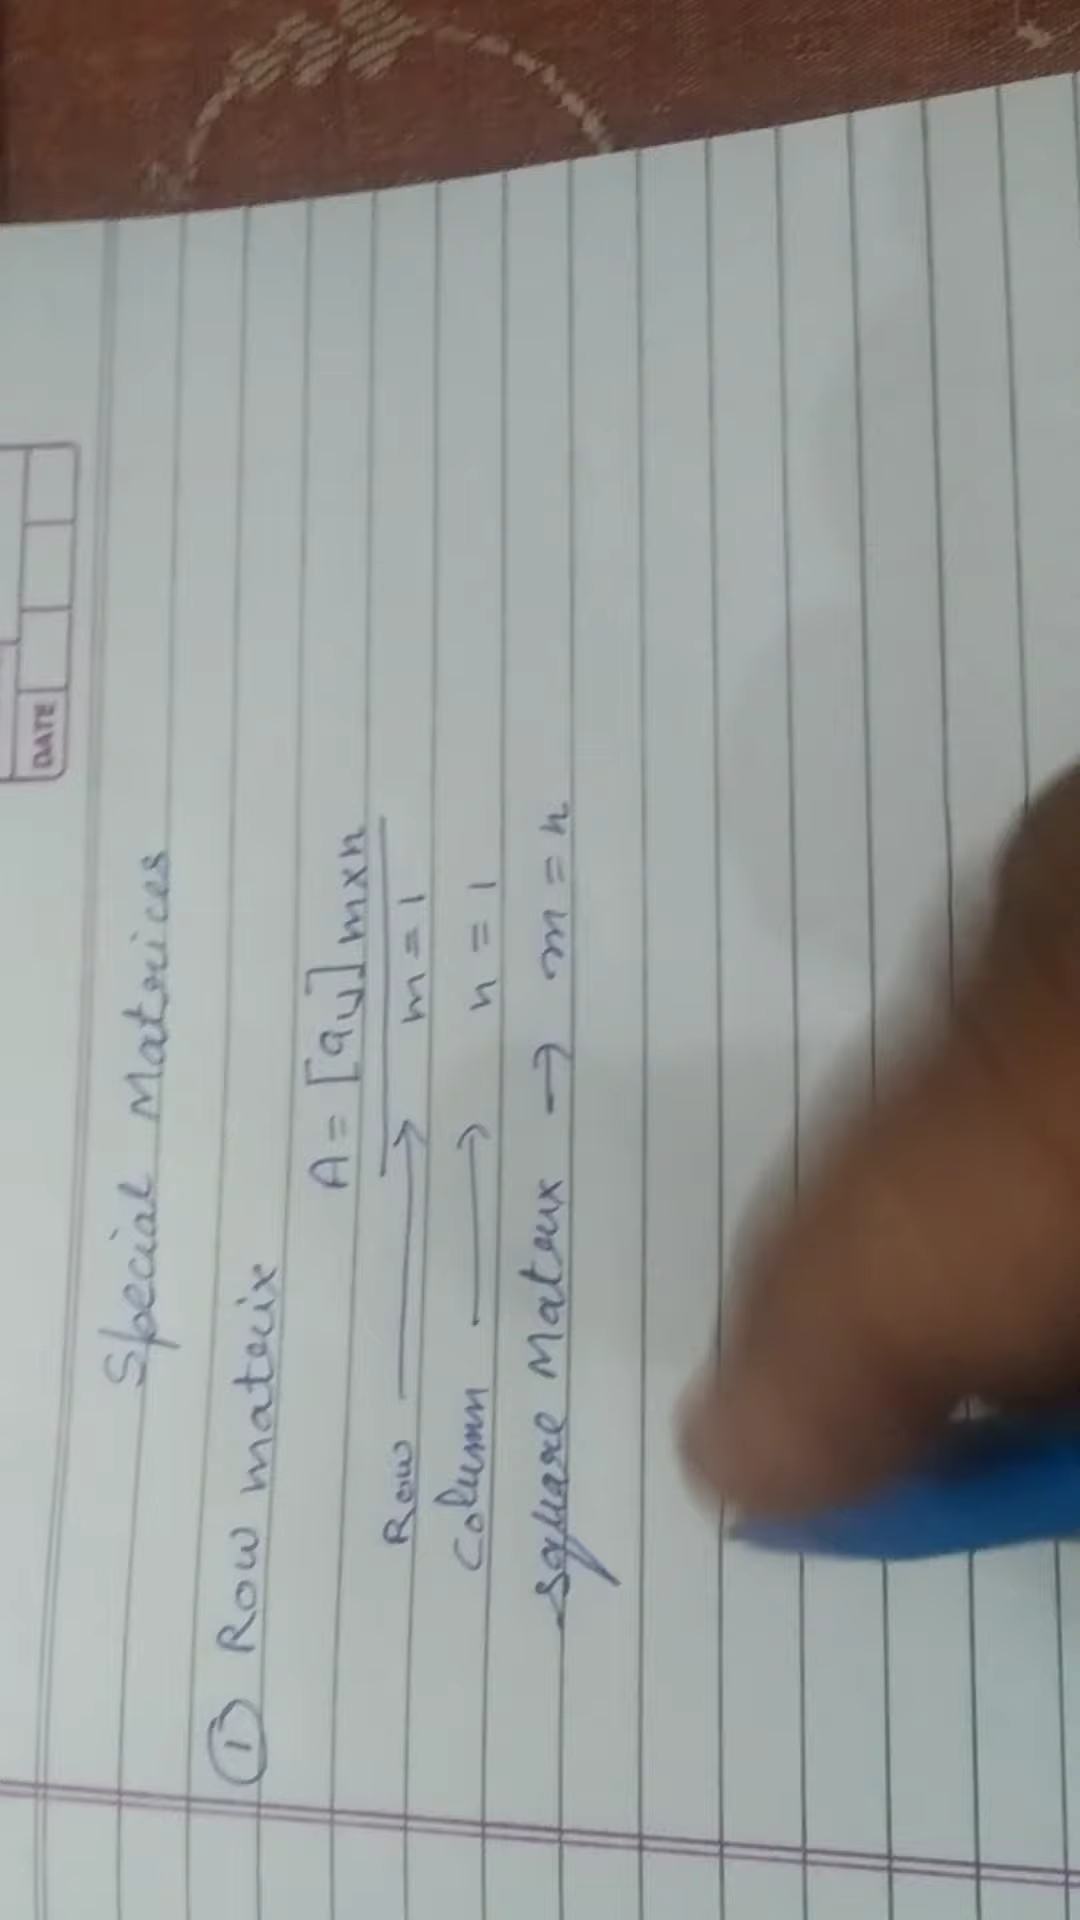 DATE
Special Matrices
① Row matrix
A = [aij] m×n
Row → m = 1
Column → n = 1
Square Matrix → m = n